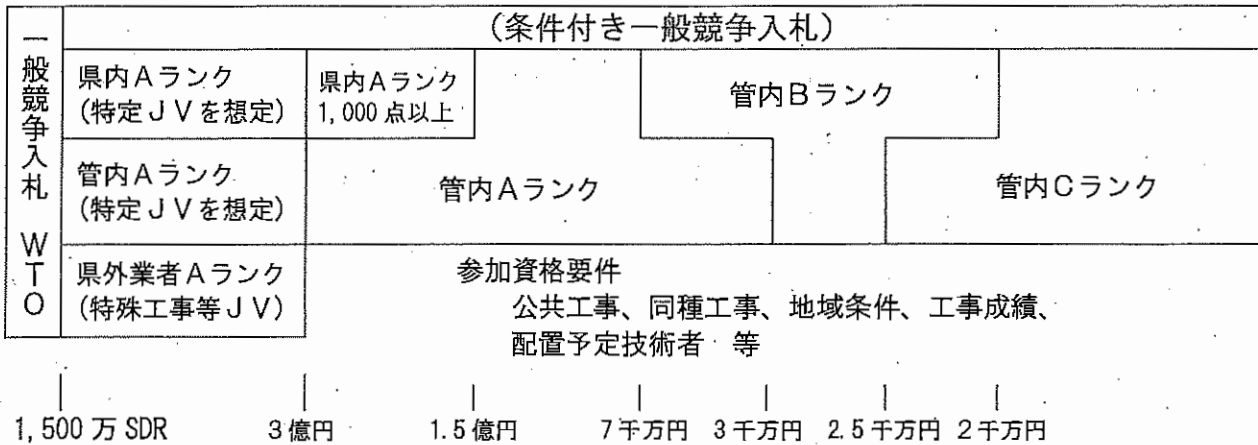 一般競争入札 WTO
(条件付き一般競争入札)
県内Aランク
(特定JVを想定)
県内Aランク
1,000点以上
管内Bランク
管内Aランク
(特定JVを想定)
管内Aランク
管内Cランク
県外業者Aランク
(特殊工事等JV)
参加資格要件
公共工事、同種工事、地域条件、工事成績、
配置予定技術者 等
1,500万SDR 3億円 1.5億円 7千万円 3千万円 2.5千万円 2千万円